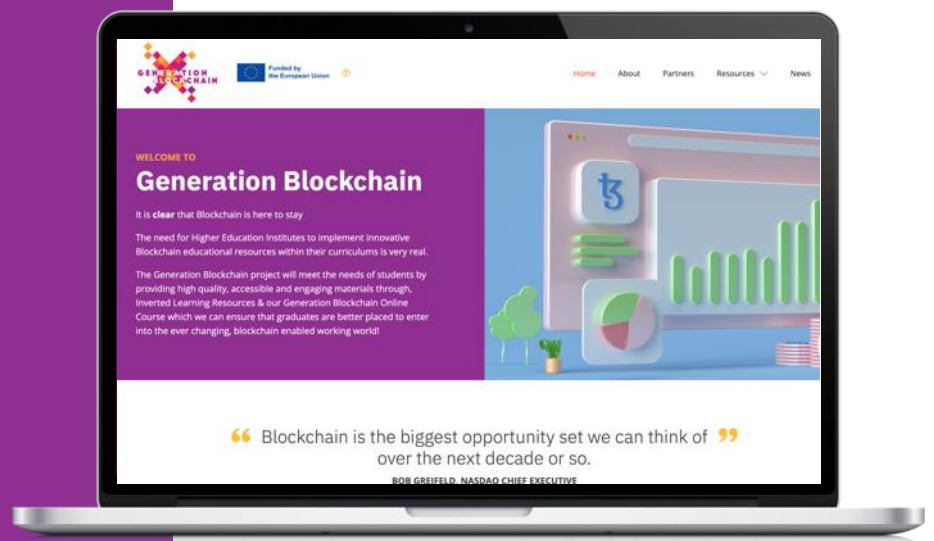 GENERATION
BLOCKCHAIN
Funded by
the European Union
Home About Partners Resources News
WELCOME TO
Generation Blockchain
It is clear that Blockchain is here to stay
The need for Higher Education Institutes to implement innovative
Blockchain educational resources within their curriculums is very real.
The Generation Blockchain project will meet the needs of students by
providing high quality, accessible and engaging materials through,
Inverted Learning Resources & our Generation Blockchain Online
Course which we can ensure that graduates are better placed to enter
into the ever changing, blockchain enabled working world!
“ Blockchain is the biggest opportunity set we can think of ”
over the next decade or so.
BOB GREIFELD, NASDAQ CHIEF EXECUTIVE